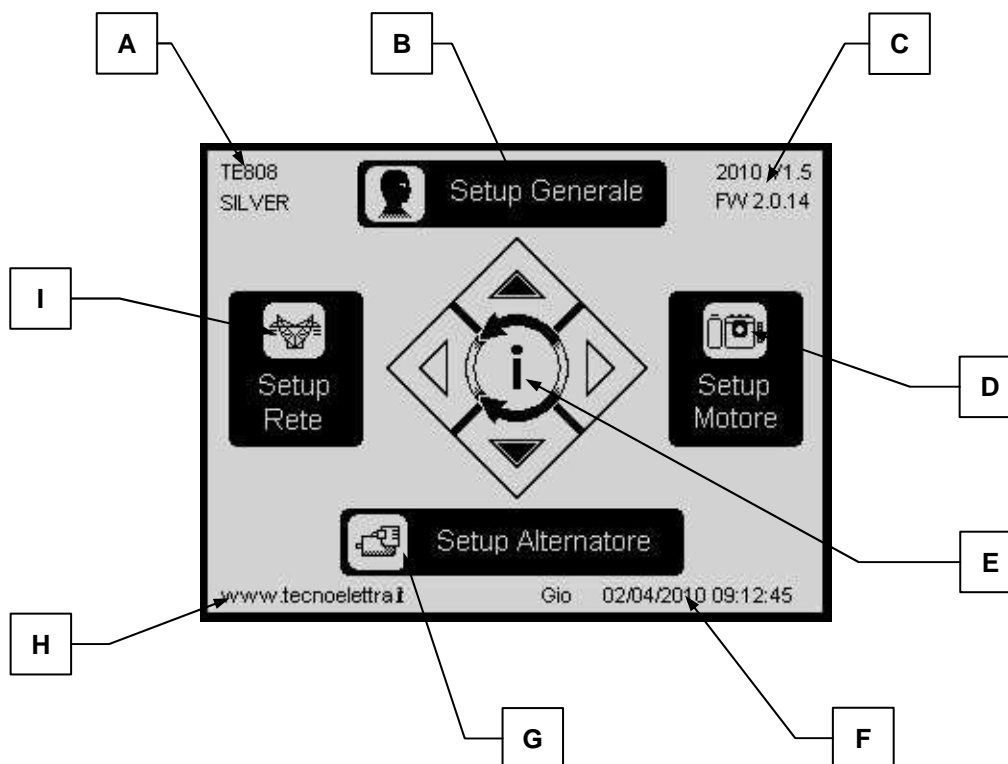 A
B
C
TE808
SILVER
Setup Generale
2010 V1.5
FW 2.0.14
I
Setup
Rete
i
Setup
Motore
D
Setup Alternatore
E
www.tecnoelettra.it
Gio 02/04/2010 09:12:45
H
G
F